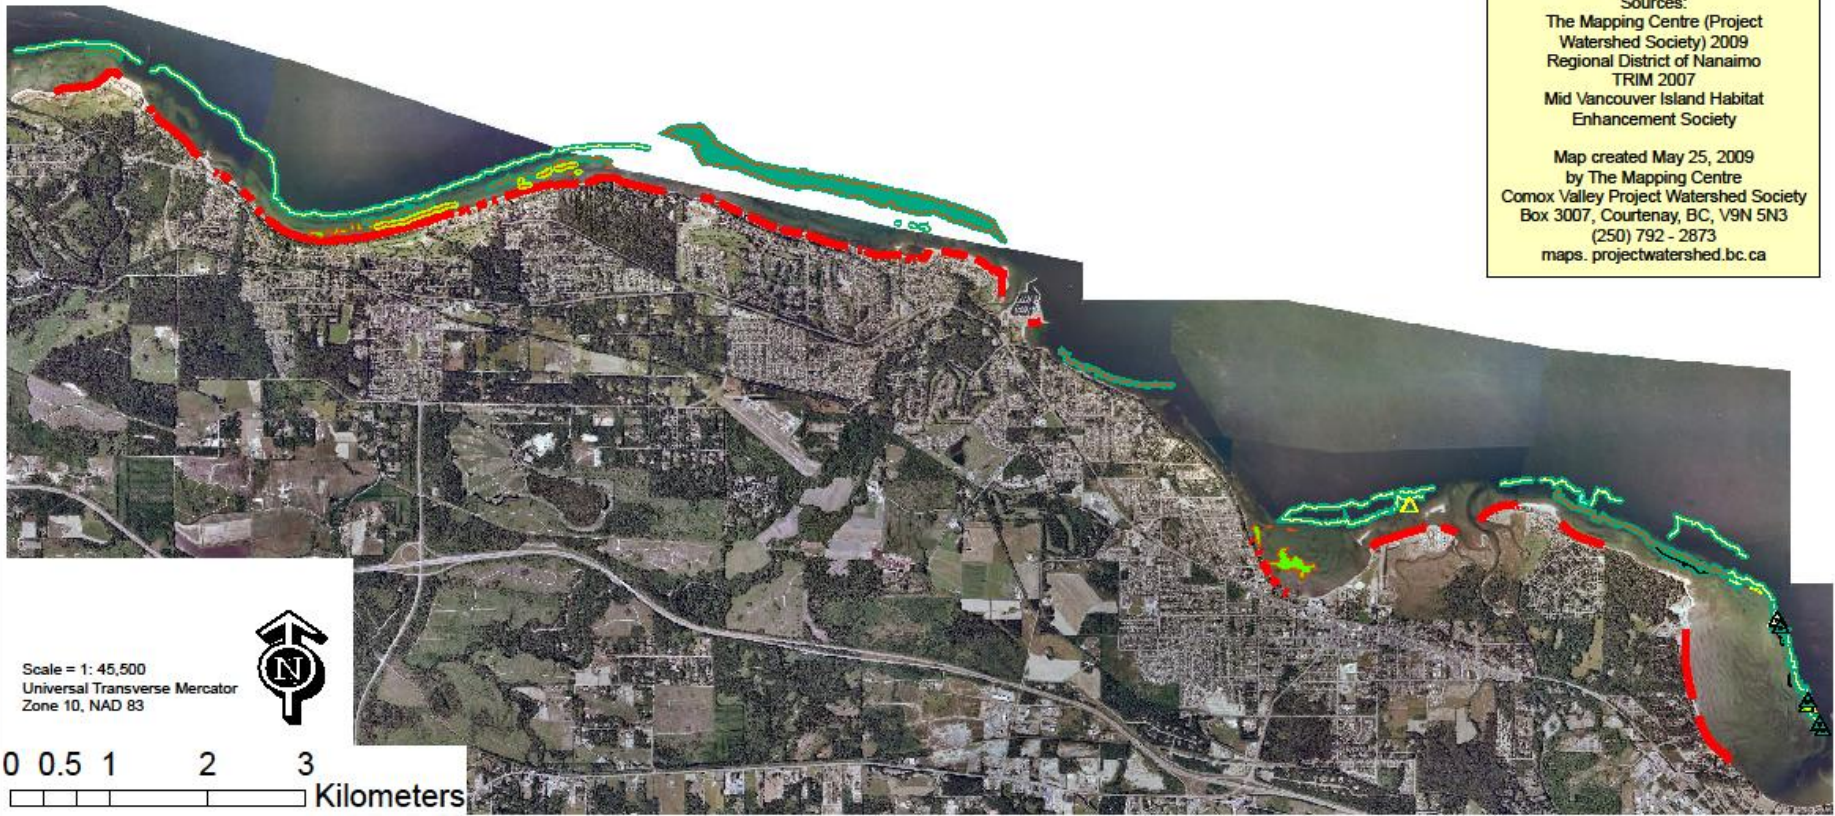 Sources:
The Mapping Centre (Project
Watershed Society) 2009
Regional District of Nanaimo
TRIM 2007
Mid Vancouver Island Habitat
Enhancement Society
Map created May 25, 2009
by The Mapping Centre
Comox Valley Project Watershed Society
Box 3007, Courtenay, BC, V9N 5N3
(250) 792 - 2873
maps. projectwatershed.bc.ca
Scale = 1: 45,500
Universal Transverse Mercator
Zone 10, NAD 83
N
0 0.5 1 2 3
Kilometers